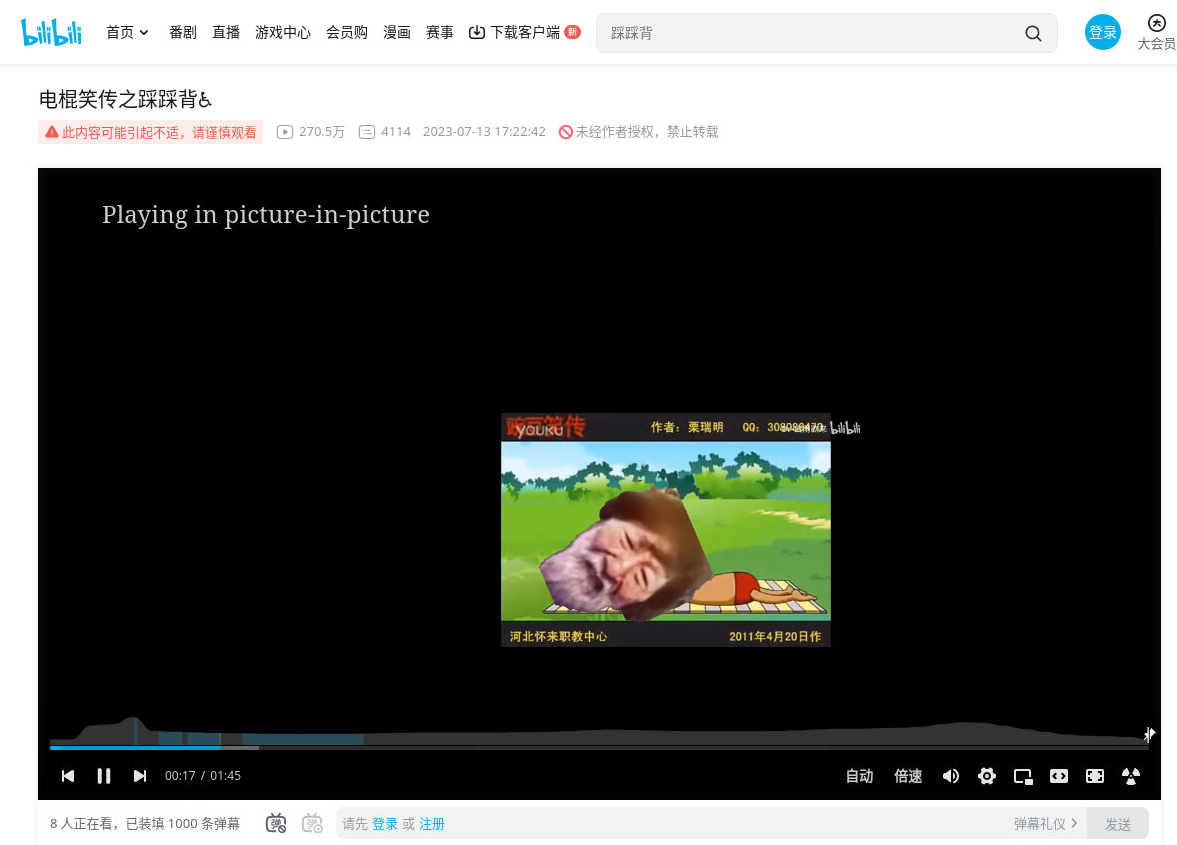 bilibili
首页
番剧
直播
游戏中心
会员购
漫画
赛事
下载客户端
新
踩踩背
登录
大会员
电棍笑传之踩踩背♿
此内容可能引起不适，请谨慎观看
270.5万
4114
2023-07-13 17:22:42
未经作者授权，禁止转载
Playing in picture-in-picture
豌豆笑传
YOUKU
作者：栗瑞明
QQ：308086470
bilibili
河北怀来职教中心
2011年4月20日作
00:17 / 01:45
自动
倍速
8 人正在看，已装填 1000 条弹幕
弹
弹
请先 登录 或 注册
弹幕礼仪
发送